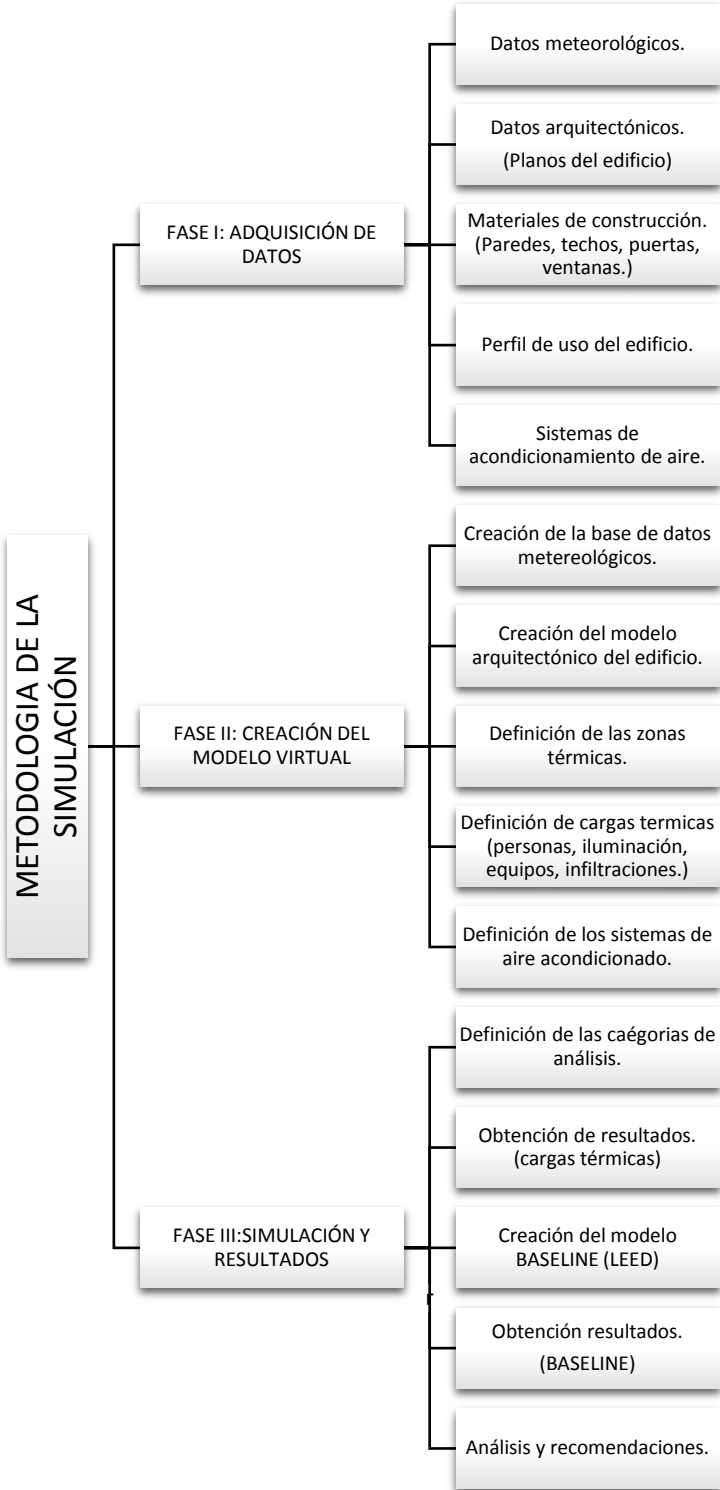 METODOLOGIA DE LA
SIMULACIÓN
FASE I: ADQUISICIÓN DE
DATOS
Datos meteorológicos.
Datos arquitectónicos.
(Planos del edificio)
Materiales de construcción.
(Paredes, techos, puertas,
ventanas.)
Perfil de uso del edificio.
Sistemas de
acondicionamiento de aire.
FASE II: CREACIÓN DEL
MODELO VIRTUAL
Creación de la base de datos
metereológicos.
Creación del modelo
arquitectónico del edificio.
Definición de las zonas
térmicas.
Definición de cargas termicas
(personas, iluminación,
equipos, infiltraciones.)
Definición de los sistemas de
aire acondicionado.
FASE III:SIMULACIÓN Y
RESULTADOS
Definición de las caégorias de
análisis.
Obtención de resultados.
(cargas térmicas)
Creación del modelo
BASELINE (LEED)
Obtención resultados.
(BASELINE)
Análisis y recomendaciones.